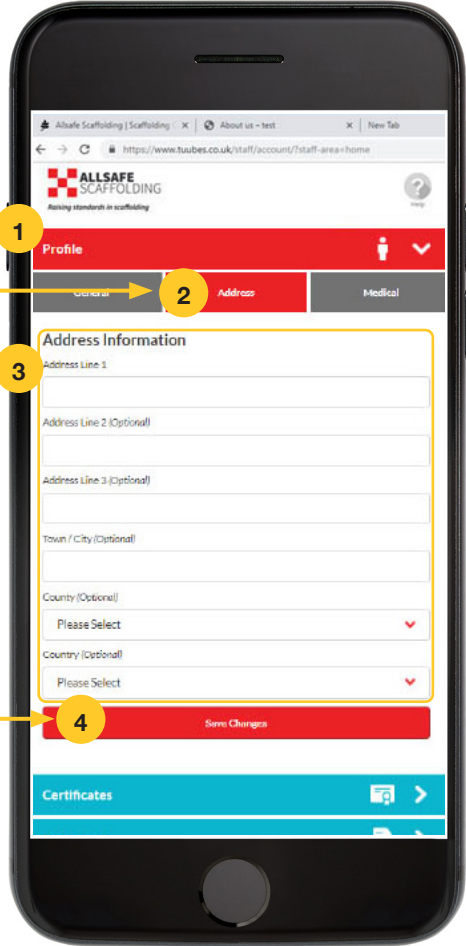 Allsafe Scaffolding | Scaffolding
About us – test
New Tab
https://www.tuubes.co.uk/staff/account/?staff-area=home
ALLSAFE
SCAFFOLDING
Raising standards in scaffolding
?
Help
1
Profile
General
2
Address
Medical
Address Information
3
Address Line 1
Address Line 2 (Optional)
Address Line 3 (Optional)
Town / City (Optional)
County (Optional)
Please Select
Country (Optional)
Please Select
4
Save Changes
Certificates